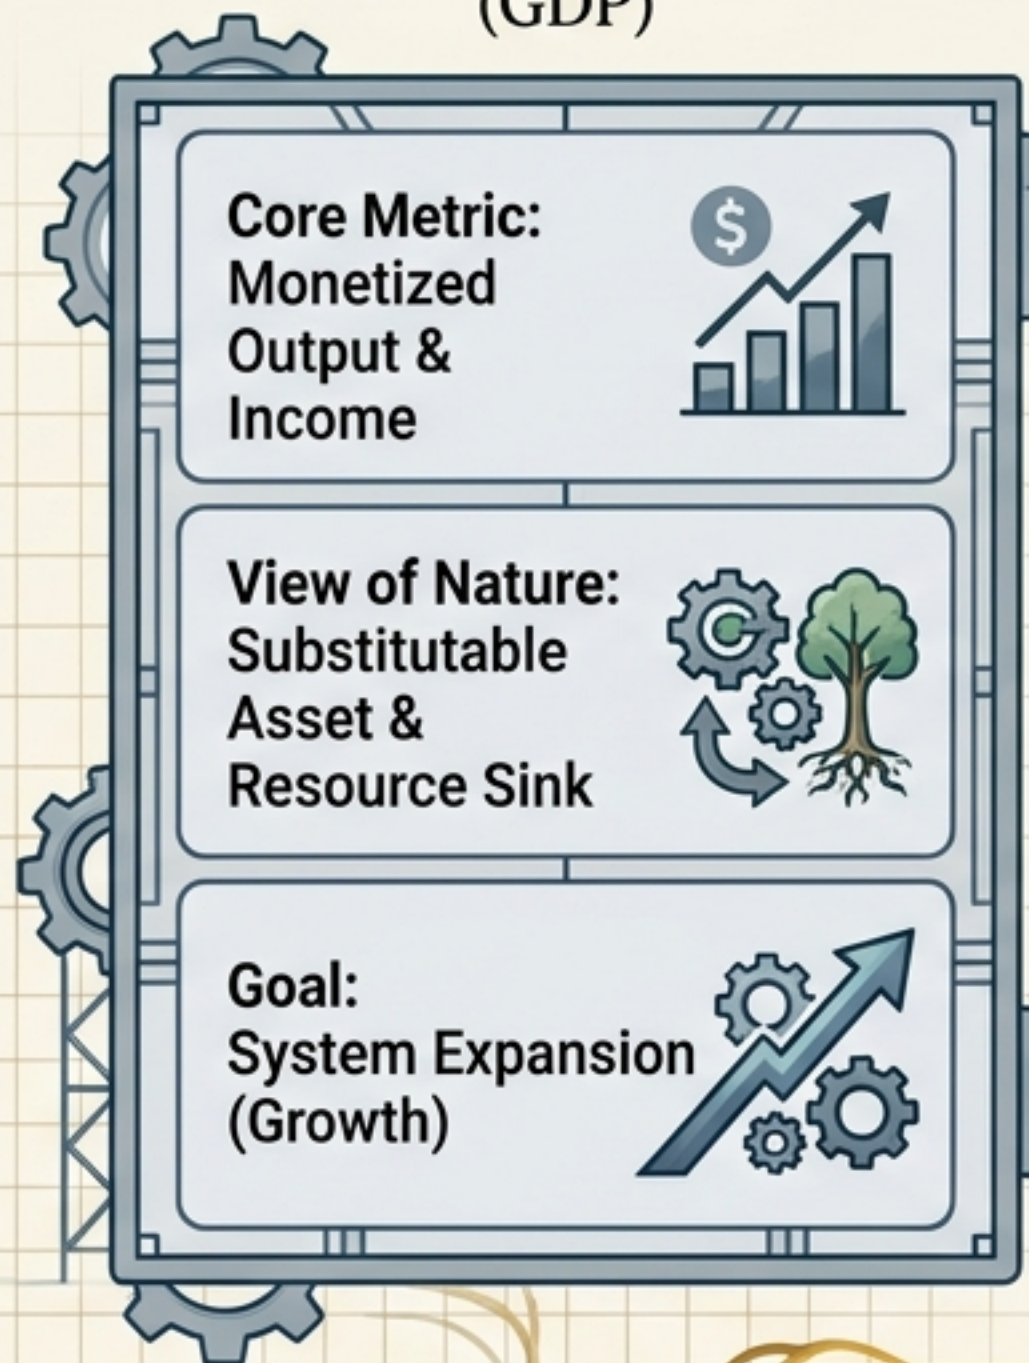 (GDP)
Core Metric:
Monetized
Output &
Income
$
View of Nature:
Substitutable
Asset &
Resource Sink
Goal:
System Expansion
(Growth)